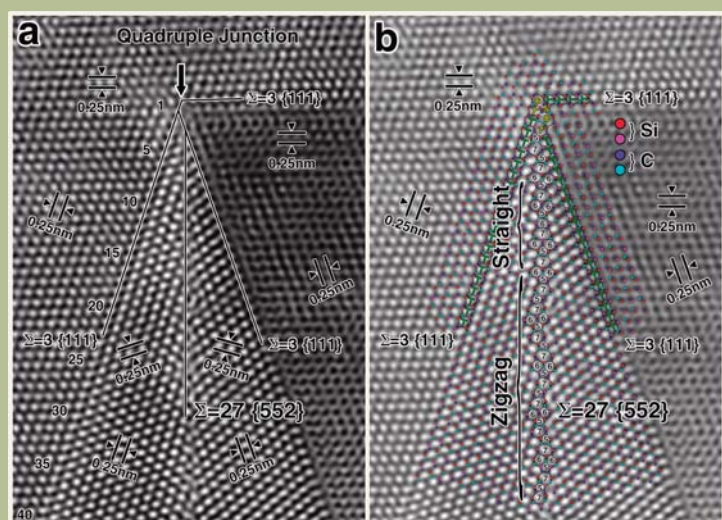 a
Quadruple Junction
0.25nm
1
Σ=3 {111}
5
0.25nm
10
0.25nm
15
0.25nm
20
Σ=3 {111}
25
0.25nm
0.25nm
Σ=3 {111}
30
Σ=27 {552}
35
0.25nm
0.25nm
40
b
0.25nm
Σ=3 {111}
} Si
} C
Straight
0.25nm
0.25nm
0.25nm
Σ=3 {111}
Σ=3 {111}
Zigzag
Σ=27 {552}